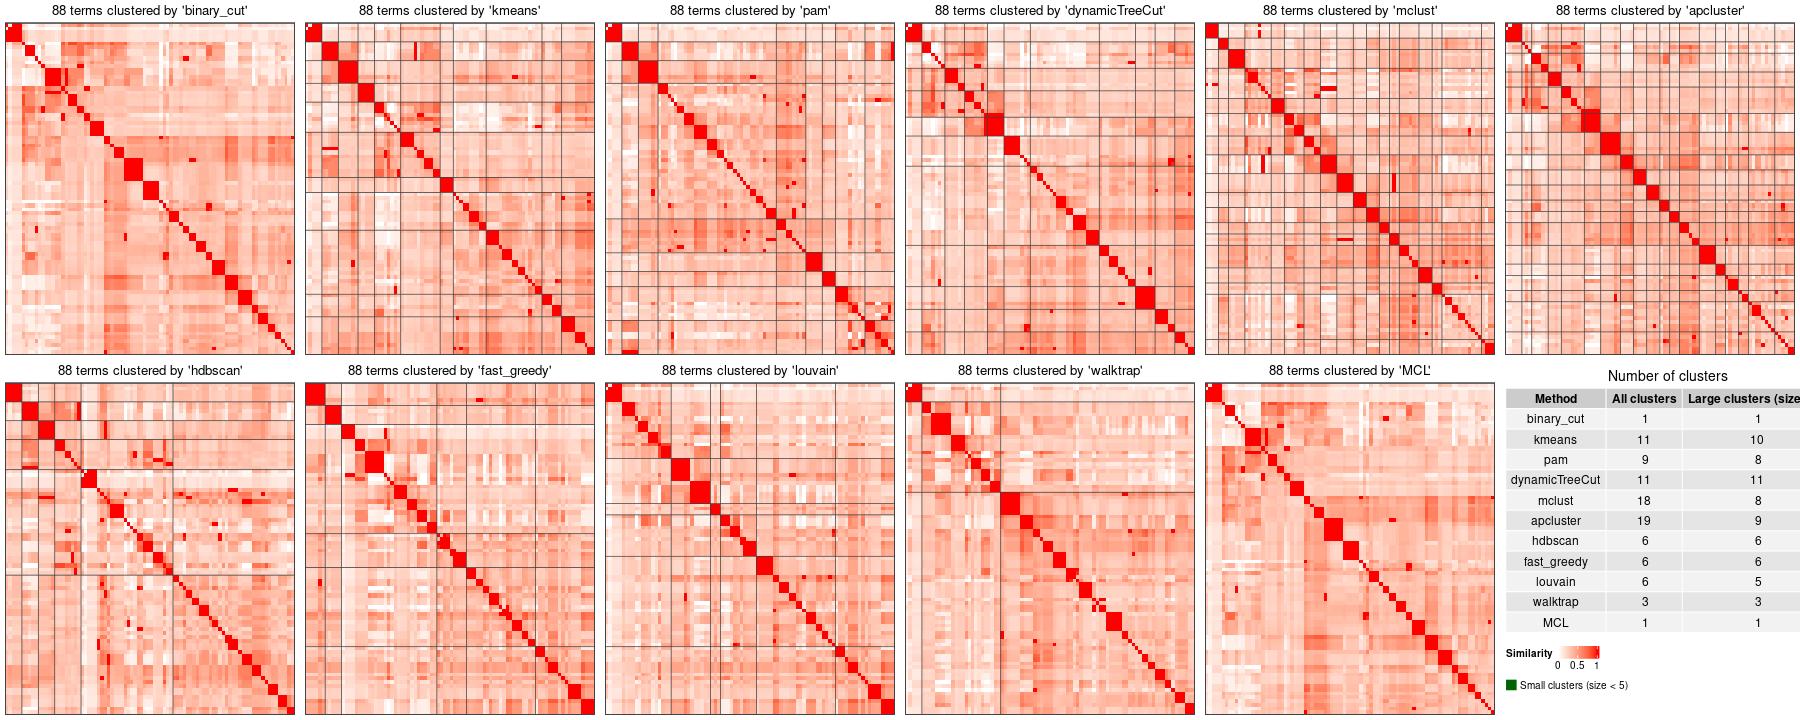 88 terms clustered by 'binary_cut'
88 terms clustered by 'kmeans'
88 terms clustered by 'pam'
88 terms clustered by 'dynamicTreeCut'
88 terms clustered by 'mclust'
88 terms clustered by 'apcluster'
88 terms clustered by 'hdbscan'
88 terms clustered by 'fast_greedy'
88 terms clustered by 'louvain'
88 terms clustered by 'walktrap'
88 terms clustered by 'MCL'
Number of clusters
Method All clusters Large clusters (size
binary_cut 1 1
kmeans 11 10
pam 9 8
dynamicTreeCut 11 11
mclust 18 8
apcluster 19 9
hdbscan 6 6
fast_greedy 6 6
louvain 6 5
walktrap 3 3
MCL 1 1
Similarity
0 0.5 1
Small clusters (size < 5)